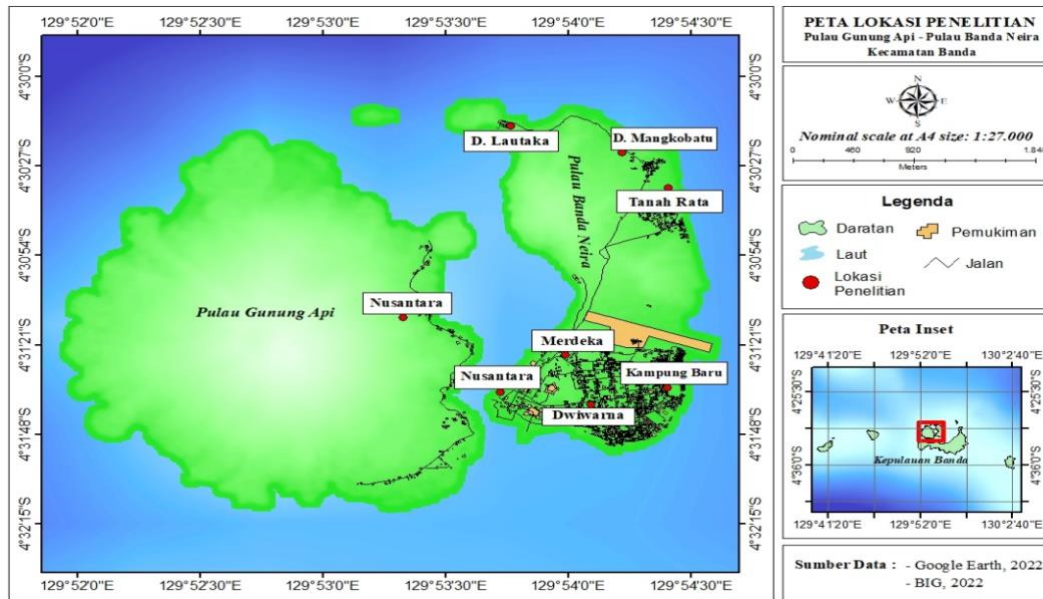 129°52'0"E 129°52'30"E 129°53'0"E 129°53'30"E 129°54'0"E 129°54'30"E
4°30'0"S
4°30'27"S
4°30'54"S
4°31'21"S
4°31'48"S
4°32'15"S
D. Lautaka
D. Mangkobatu
Tanah Rata
Pulau Banda Neira
Nusantara
Pulau Gunung Api
Merdeka
Nusantara
Kampung Baru
Dwiwarna
4°30'0"S
4°30'27"S
4°30'54"S
4°31'21"S
4°31'48"S
4°32'15"S
129°52'0"E 129°52'30"E 129°53'0"E 129°53'30"E 129°54'0"E 129°54'30"E
PETA LOKASI PENELITIAN
Pulau Gunung Api - Pulau Banda Neira
Kecamatan Banda
N
W E
S
Nominal scale at A4 size: 1:27.000
0 460 920 1.840
Meters
Legenda
Daratan
Pemukiman
Laut
Jalan
Lokasi
Penelitian
Peta Inset
129°41'20"E 129°52'0"E 130°2'40"E
4°25'30"S
4°36'0"S
Kepulauan Banda
4°25'30"S
4°36'0"S
129°41'20"E 129°52'0"E 130°2'40"E
Sumber Data : - Google Earth, 2022
- BIG, 2022